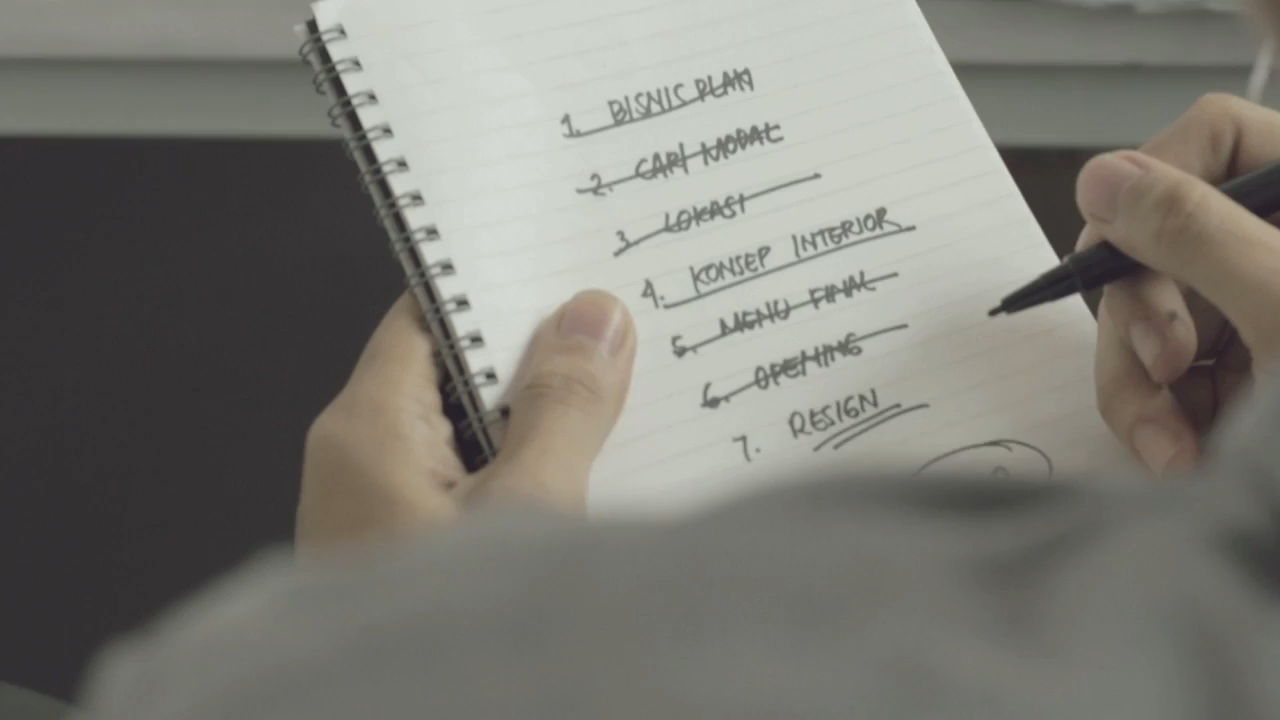 1. BISNIS PLAN
2. CARI MODAL
3. LOKASI
4. KONSEP INTERIOR
5. MENU FINAL
6. OPENING
7. RESIGN